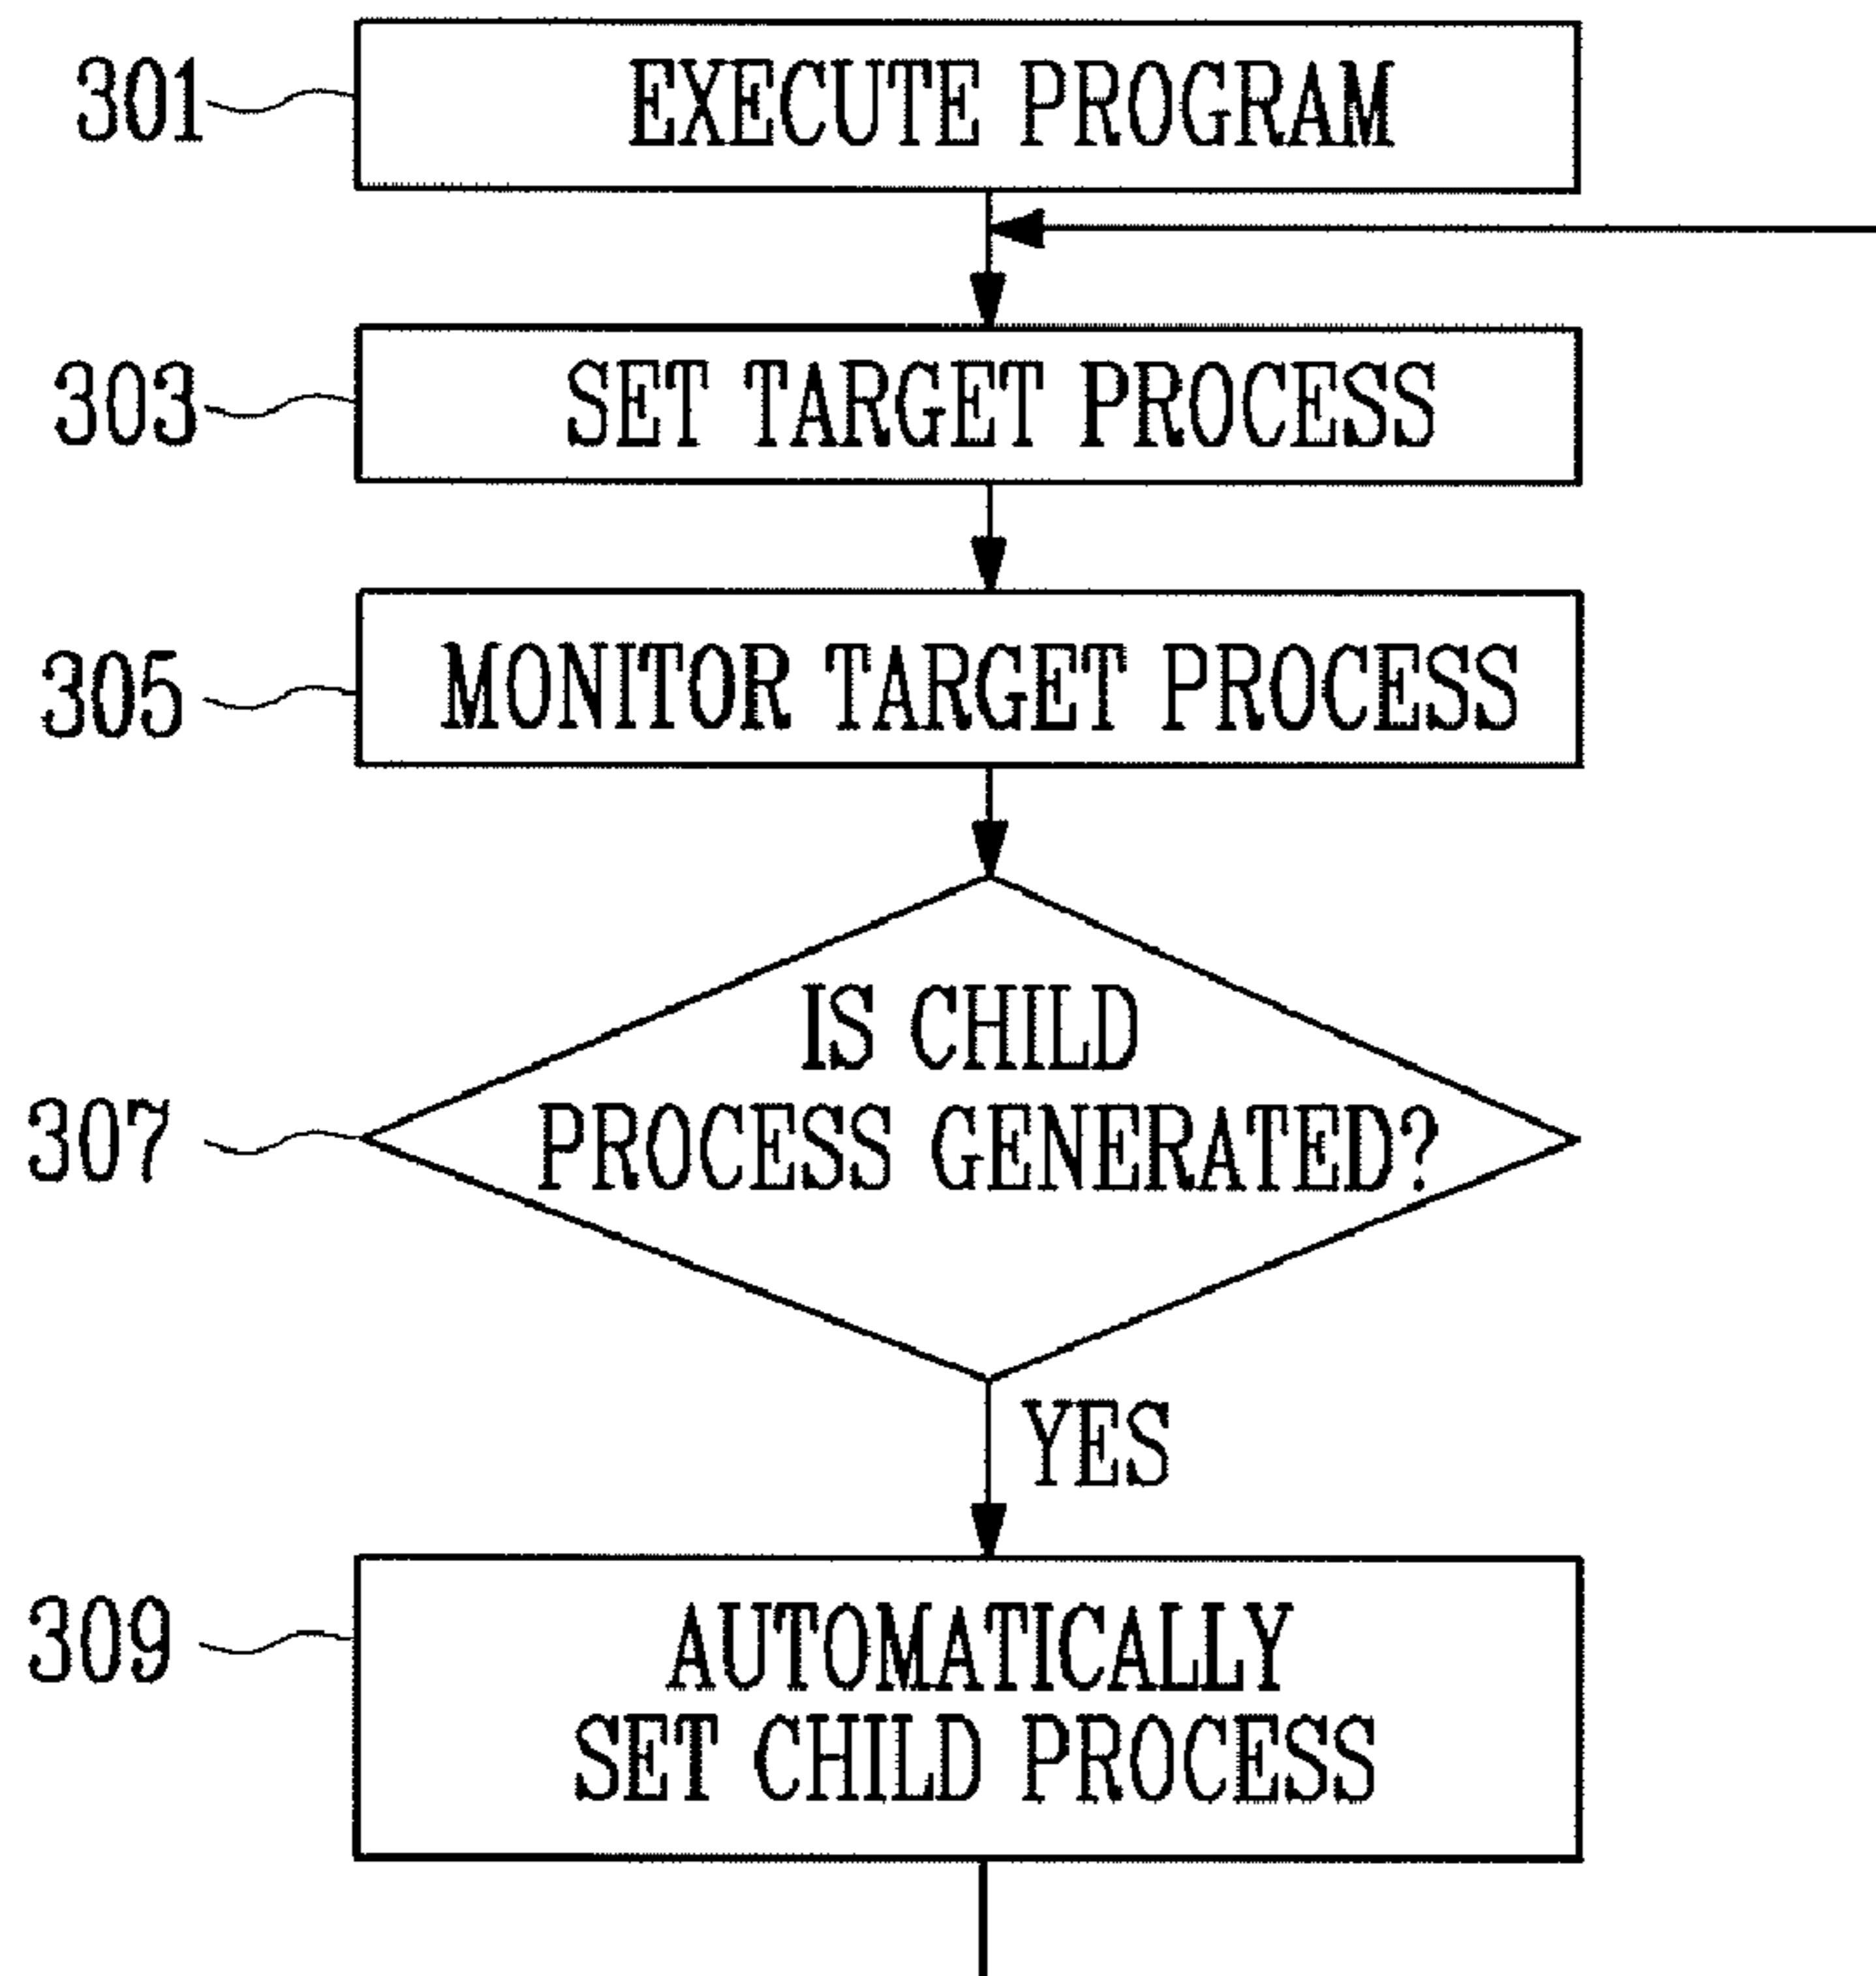 301
EXECUTE PROGRAM
303
SET TARGET PROCESS
305
MONITOR TARGET PROCESS
307
IS CHILD
PROCESS GENERATED?
YES
309
AUTOMATICALLY
SET CHILD PROCESS